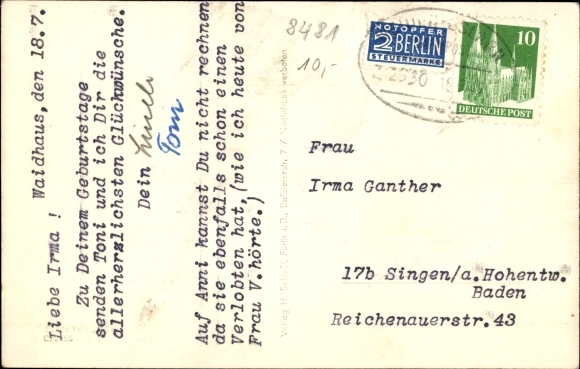 Waidhaus, den 18.7.
Liebe Irma !
Zu Deinem Geburtstage
senden Toni und ich Dir die
allerherzlichsten Glückwünsche.
Dein
Toni
Auf Anni kannst Du nicht rechnen
da sie ebenfalls schon einen
Verlobten hat,(wie ich heute von
Frau V.hörte.)
8481
10,-
NOTOPFER
2 BERLIN
STEUERMARKE
10
DEUTSCHE POST
Frau
Irma Ganther
17b Singen/a.Hohentw.
Baden
Reichenauerstr.43